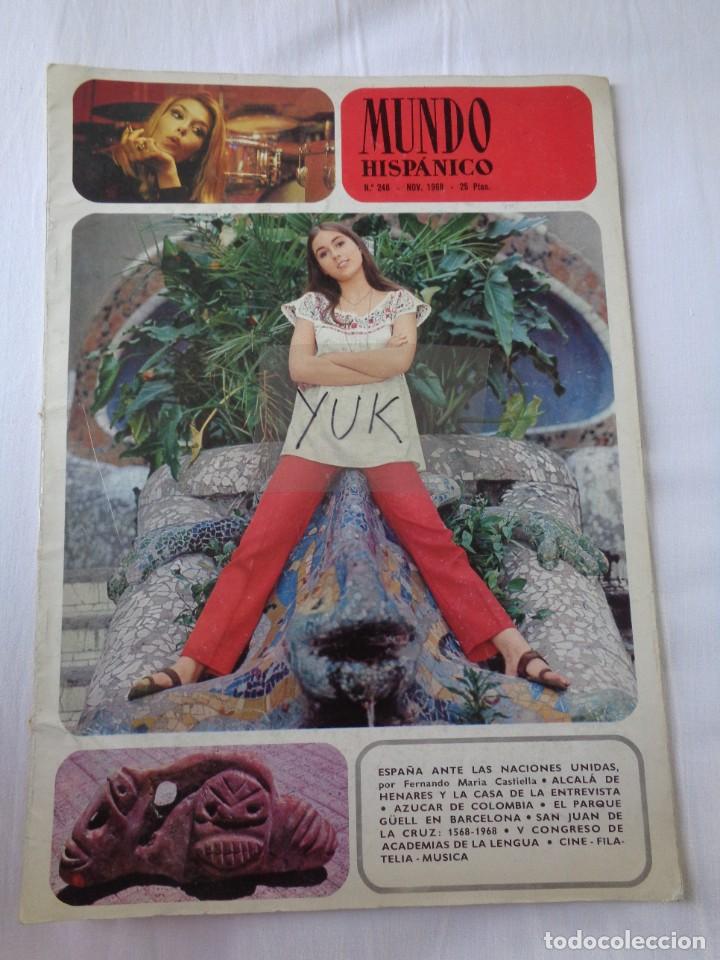 MUNDO
HISPÁNICO
N.º 248 - NOV. 1968 - 25 Ptas.
YUK
ESPAÑA ANTE LAS NACIONES UNIDAS,
por Fernando Maria Castiella • ALCALÁ DE
HENARES Y LA CASA DE LA ENTREVISTA
• AZUCAR DE COLOMBIA • EL PARQUE
GÜELL EN BARCELONA • SAN JUAN DE
LA CRUZ: 1568-1968 • V CONGRESO DE
ACADEMIAS DE LA LENGUA • CINE - FILA-
TELIA - MUSICA
todocoleccion.net